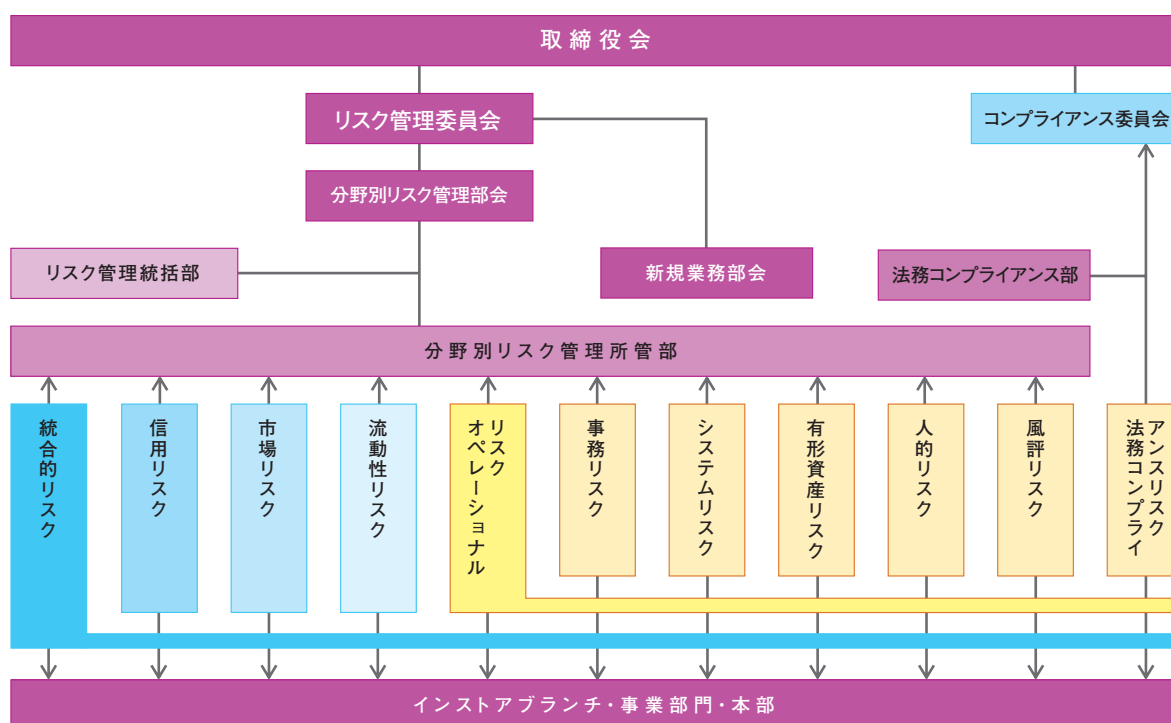 取締役会
リスク管理委員会
コンプライアンス委員会
分野別リスク管理部会
リスク管理統括部
新規業務部会
法務コンプライアンス部
分野別リスク管理所管部
統合的リスク
信用リスク
市場リスク
流動性リスク
リスク
オペレーショナル
事務リスク
システムリスク
有形資産リスク
人的リスク
風評リスク
アンスリスク
法務コンプライ
インストアブランチ・事業部門・本部